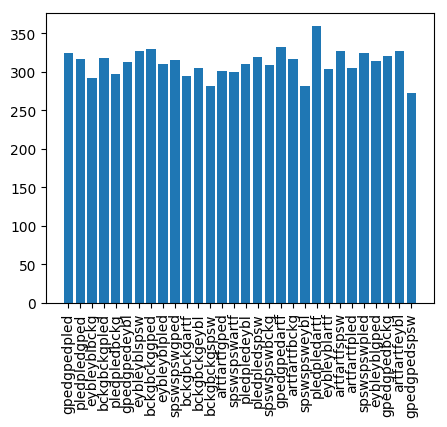 350
300
250
200
150
100
50
0
gpedgpedpled
pledpledgped
eybleyblbckg
bckgbckgpled
pledpledbckg
gpedgpedeybl
eybleyblspsw
bckgbckggped
eybleyblpled
spswspswgped
bckgbckgartf
bckgbckgeybl
bckgbckgspsw
artfartfgped
spswspswartf
pledpledeybl
pledpledspsw
spswspswbckg
gpedgpedartf
artfartfbckg
spswspsweybl
pledpledartf
eybleyblartf
artfartfspsw
artfartfpled
spswspswpled
eybleyblgped
gpedgpedbckg
artfartfeybl
gpedgpedspsw